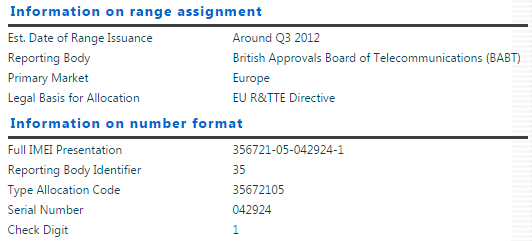 Information on range assignment
Est. Date of Range Issuance Around Q3 2012
Reporting Body British Approvals Board of Telecommunications (BABT)
Primary Market Europe
Legal Basis for Allocation EU R&TTE Directive
Information on number format
Full IMEI Presentation 356721-05-042924-1
Reporting Body Identifier 35
Type Allocation Code 35672105
Serial Number 042924
Check Digit 1